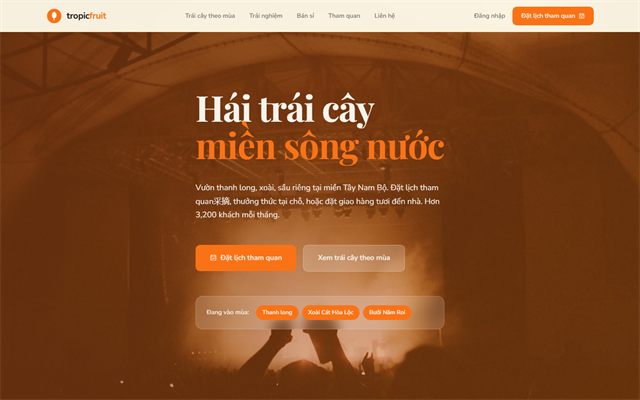 tropicfruit
Trái cây theo mùa
Trải nghiệm
Bán sỉ
Tham quan
Liên hệ
Đăng nhập
Đặt lịch tham quan
Hái trái cây
miền sông nước
Vườn thanh long, xoài, sầu riêng tại miền Tây Nam Bộ. Đặt lịch tham
quan采摘, thưởng thức tại chỗ, hoặc đặt giao hàng tươi đến nhà. Hơn
3,200 khách mỗi tháng.
Đặt lịch tham quan
Xem trái cây theo mùa
Đang vào mùa:
Thanh long
Xoài Cát Hòa Lộc
Bưởi Năm Roi